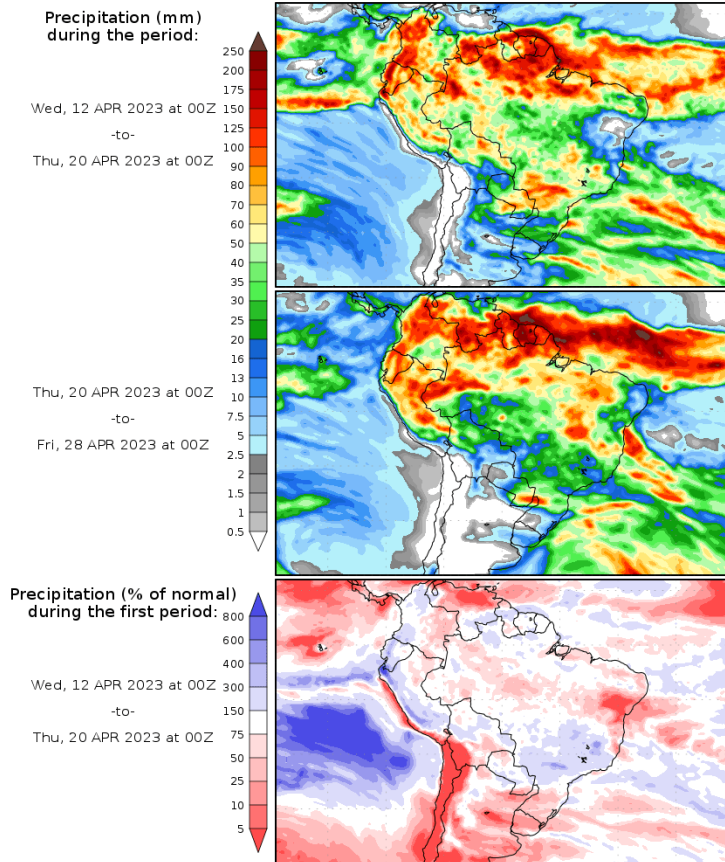 Precipitation (mm)
during the period:
Wed, 12 APR 2023 at 00Z
-to-
Thu, 20 APR 2023 at 00Z
Thu, 20 APR 2023 at 00Z
-to-
Fri, 28 APR 2023 at 00Z
250
200
175
150
125
100
90
80
70
60
50
40
35
30
25
20
16
13
10
7.5
5
2.5
2
1.5
1
0.5
Precipitation (% of normal)
during the first period:
Wed, 12 APR 2023 at 00Z
-to-
Thu, 20 APR 2023 at 00Z
800
600
400
300
150
75
50
25
10
5